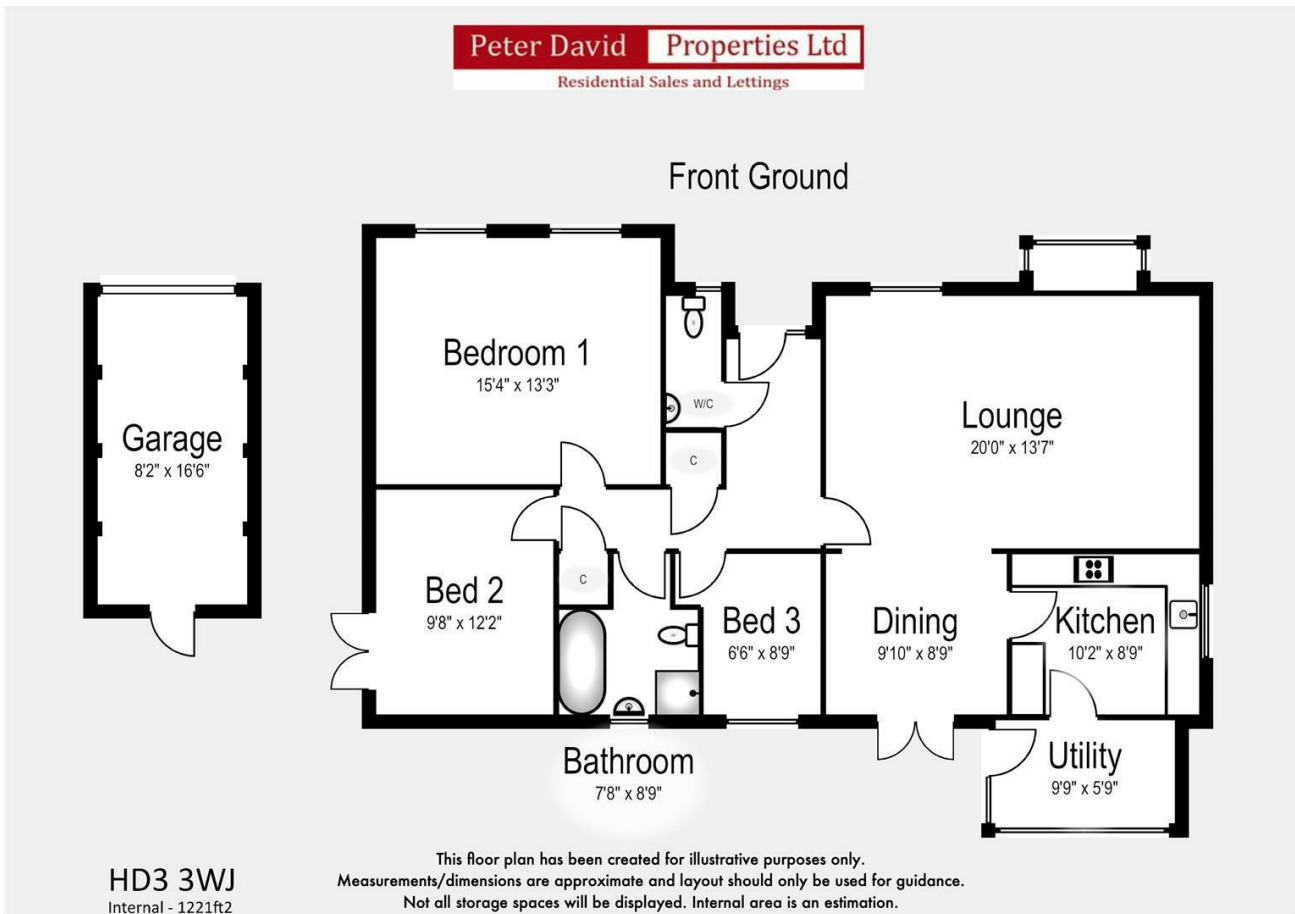 Peter David Properties Ltd
Residential Sales and Lettings
Front Ground
Bedroom 1
15'4" x 13'3"
W/C
C
Lounge
20'0" x 13'7"
Garage
8'2" x 16'6"
Bed 2
9'8" x 12'2"
C
Bed 3
6'6" x 8'9"
Dining
9'10" x 8'9"
Kitchen
10'2" x 8'9"
Bathroom
7'8" x 8'9"
Utility
9'9" x 5'9"
HD3 3WJ
Internal - 1221ft2
This floor plan has been created for illustrative purposes only.
Measurements/dimensions are approximate and layout should only be used for guidance.
Not all storage spaces will be displayed. Internal area is an estimation.